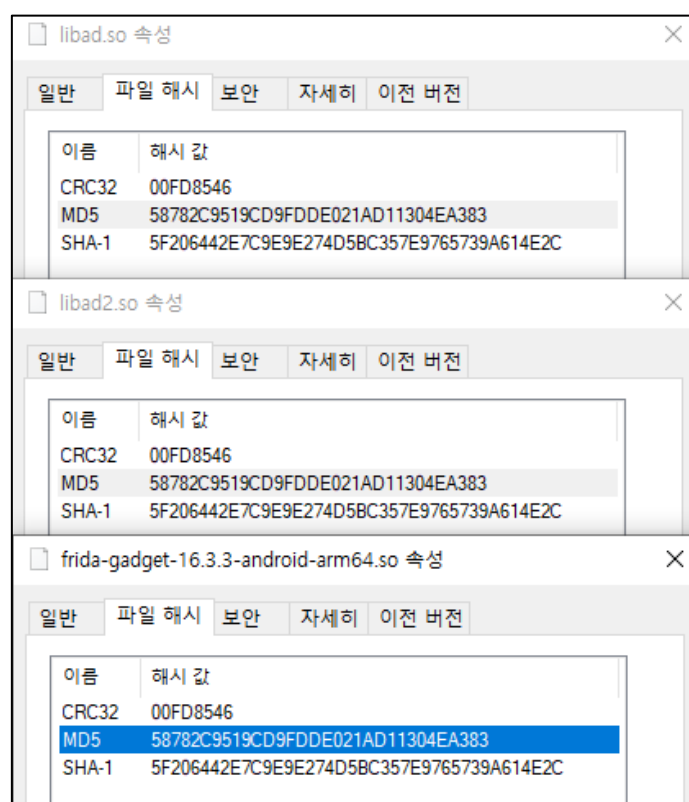 libad.so 속성
일반 파일 해시 보안 자세히 이전 버전
이름 해시 값
CRC32 00FD8546
MD5 58782C9519CD9FDDE021AD11304EA383
SHA-1 5F206442E7C9E9E274D5BC357E9765739A614E2C
libad2.so 속성
일반 파일 해시 보안 자세히 이전 버전
이름 해시 값
CRC32 00FD8546
MD5 58782C9519CD9FDDE021AD11304EA383
SHA-1 5F206442E7C9E9E274D5BC357E9765739A614E2C
frida-gadget-16.3.3-android-arm64.so 속성
일반 파일 해시 보안 자세히 이전 버전
이름 해시 값
CRC32 00FD8546
MD5 58782C9519CD9FDDE021AD11304EA383
SHA-1 5F206442E7C9E9E274D5BC357E9765739A614E2C